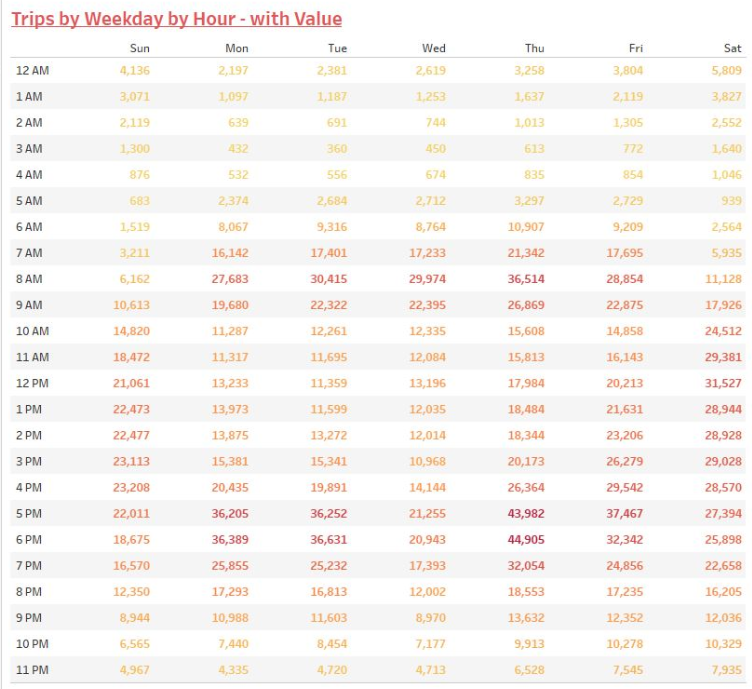 Trips by Weekday by Hour - with Value
Sun Mon Tue Wed Thu Fri Sat
12 AM 4,136 2,197 2,381 2,619 3,258 3,804 5,809
1 AM 3,071 1,097 1,187 1,253 1,637 2,119 3,827
2 AM 2,119 639 691 744 1,013 1,305 2,552
3 AM 1,300 432 360 450 613 772 1,640
4 AM 876 532 556 674 835 854 1,046
5 AM 683 2,374 2,684 2,712 3,297 2,729 939
6 AM 1,519 8,067 9,316 8,764 10,907 9,209 2,564
7 AM 3,211 16,142 17,401 17,233 21,342 17,695 5,935
8 AM 6,162 27,683 30,415 29,974 36,514 28,854 11,128
9 AM 10,613 19,680 22,322 22,395 26,869 22,875 17,926
10 AM 14,820 11,287 12,261 12,335 15,608 14,858 24,512
11 AM 18,472 11,317 11,695 12,084 15,813 16,143 29,381
12 PM 21,061 13,233 11,359 13,196 17,984 20,213 31,527
1 PM 22,473 13,973 11,599 12,035 18,484 21,631 28,944
2 PM 22,477 13,875 13,272 12,014 18,344 23,206 28,928
3 PM 23,113 15,381 15,341 10,968 20,173 26,279 29,028
4 PM 23,208 20,435 19,891 14,144 26,364 29,542 28,570
5 PM 22,011 36,205 36,252 21,255 43,982 37,467 27,394
6 PM 18,675 36,389 36,631 20,943 44,905 32,342 25,898
7 PM 16,570 25,855 25,232 17,393 32,054 24,856 22,658
8 PM 12,350 17,293 16,813 12,002 18,553 17,235 16,205
9 PM 8,944 10,988 11,603 8,970 13,632 12,352 12,036
10 PM 6,565 7,440 8,454 7,177 9,913 10,278 10,329
11 PM 4,967 4,335 4,720 4,713 6,528 7,545 7,935